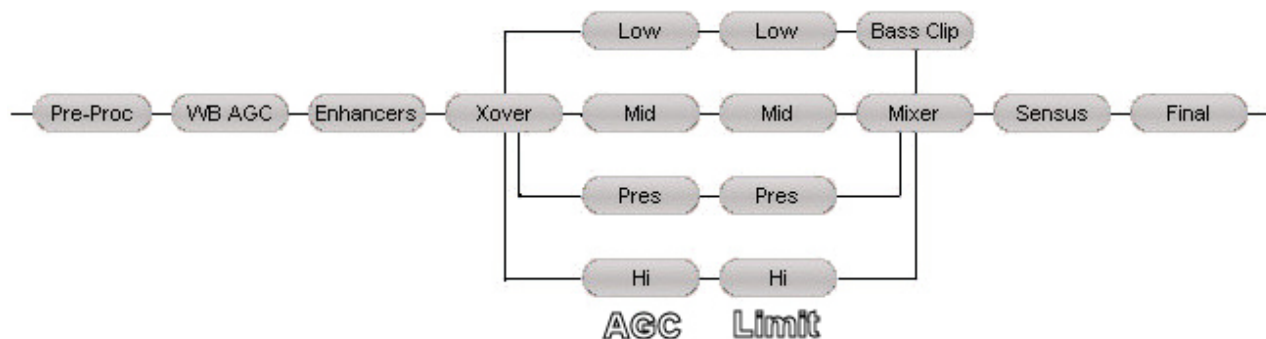 Low Low Bass Clip
Pre-Proc WB AGC Enhancers Xover Mid Mid Mixer Sensus Final
Pres Pres
Hi Hi
AGC Limit